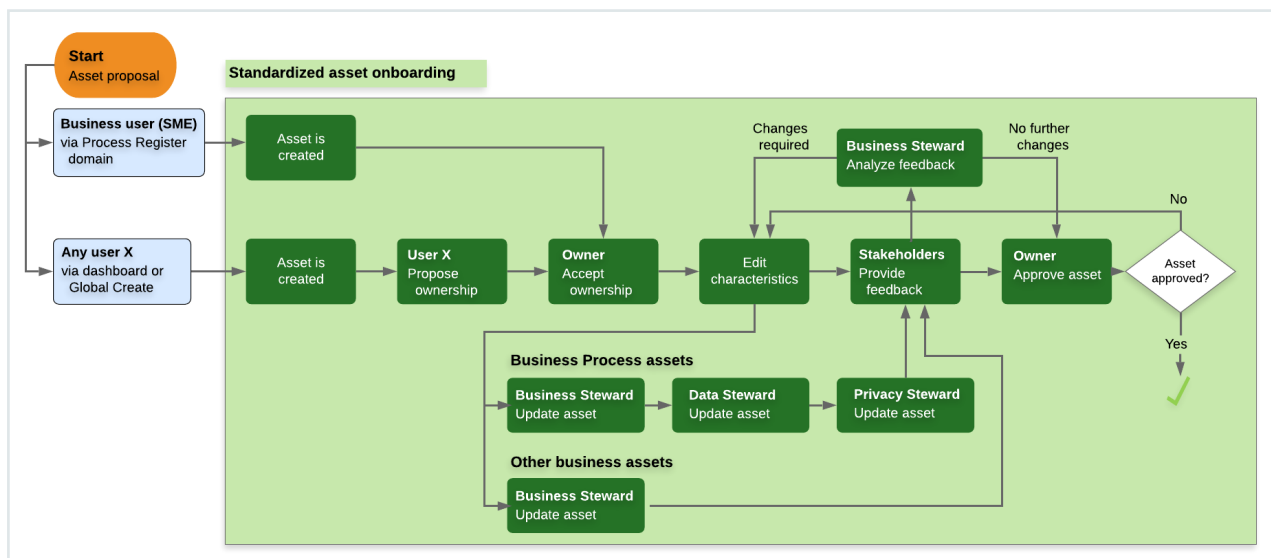 Start
Asset proposal
Standardized asset onboarding
Business user (SME)
via Process Register
domain
Asset is
created
Changes
required
Business Steward
Analyze feedback
No further
changes
No
Any user X
via dashboard or
Global Create
Asset is
created
User X
Propose
ownership
Owner
Accept
ownership
Edit
characteristics
Stakeholders
Provide
feedback
Owner
Approve asset
Asset
approved?
Yes
Business Process assets
Business Steward
Update asset
Data Steward
Update asset
Privacy Steward
Update asset
Other business assets
Business Steward
Update asset